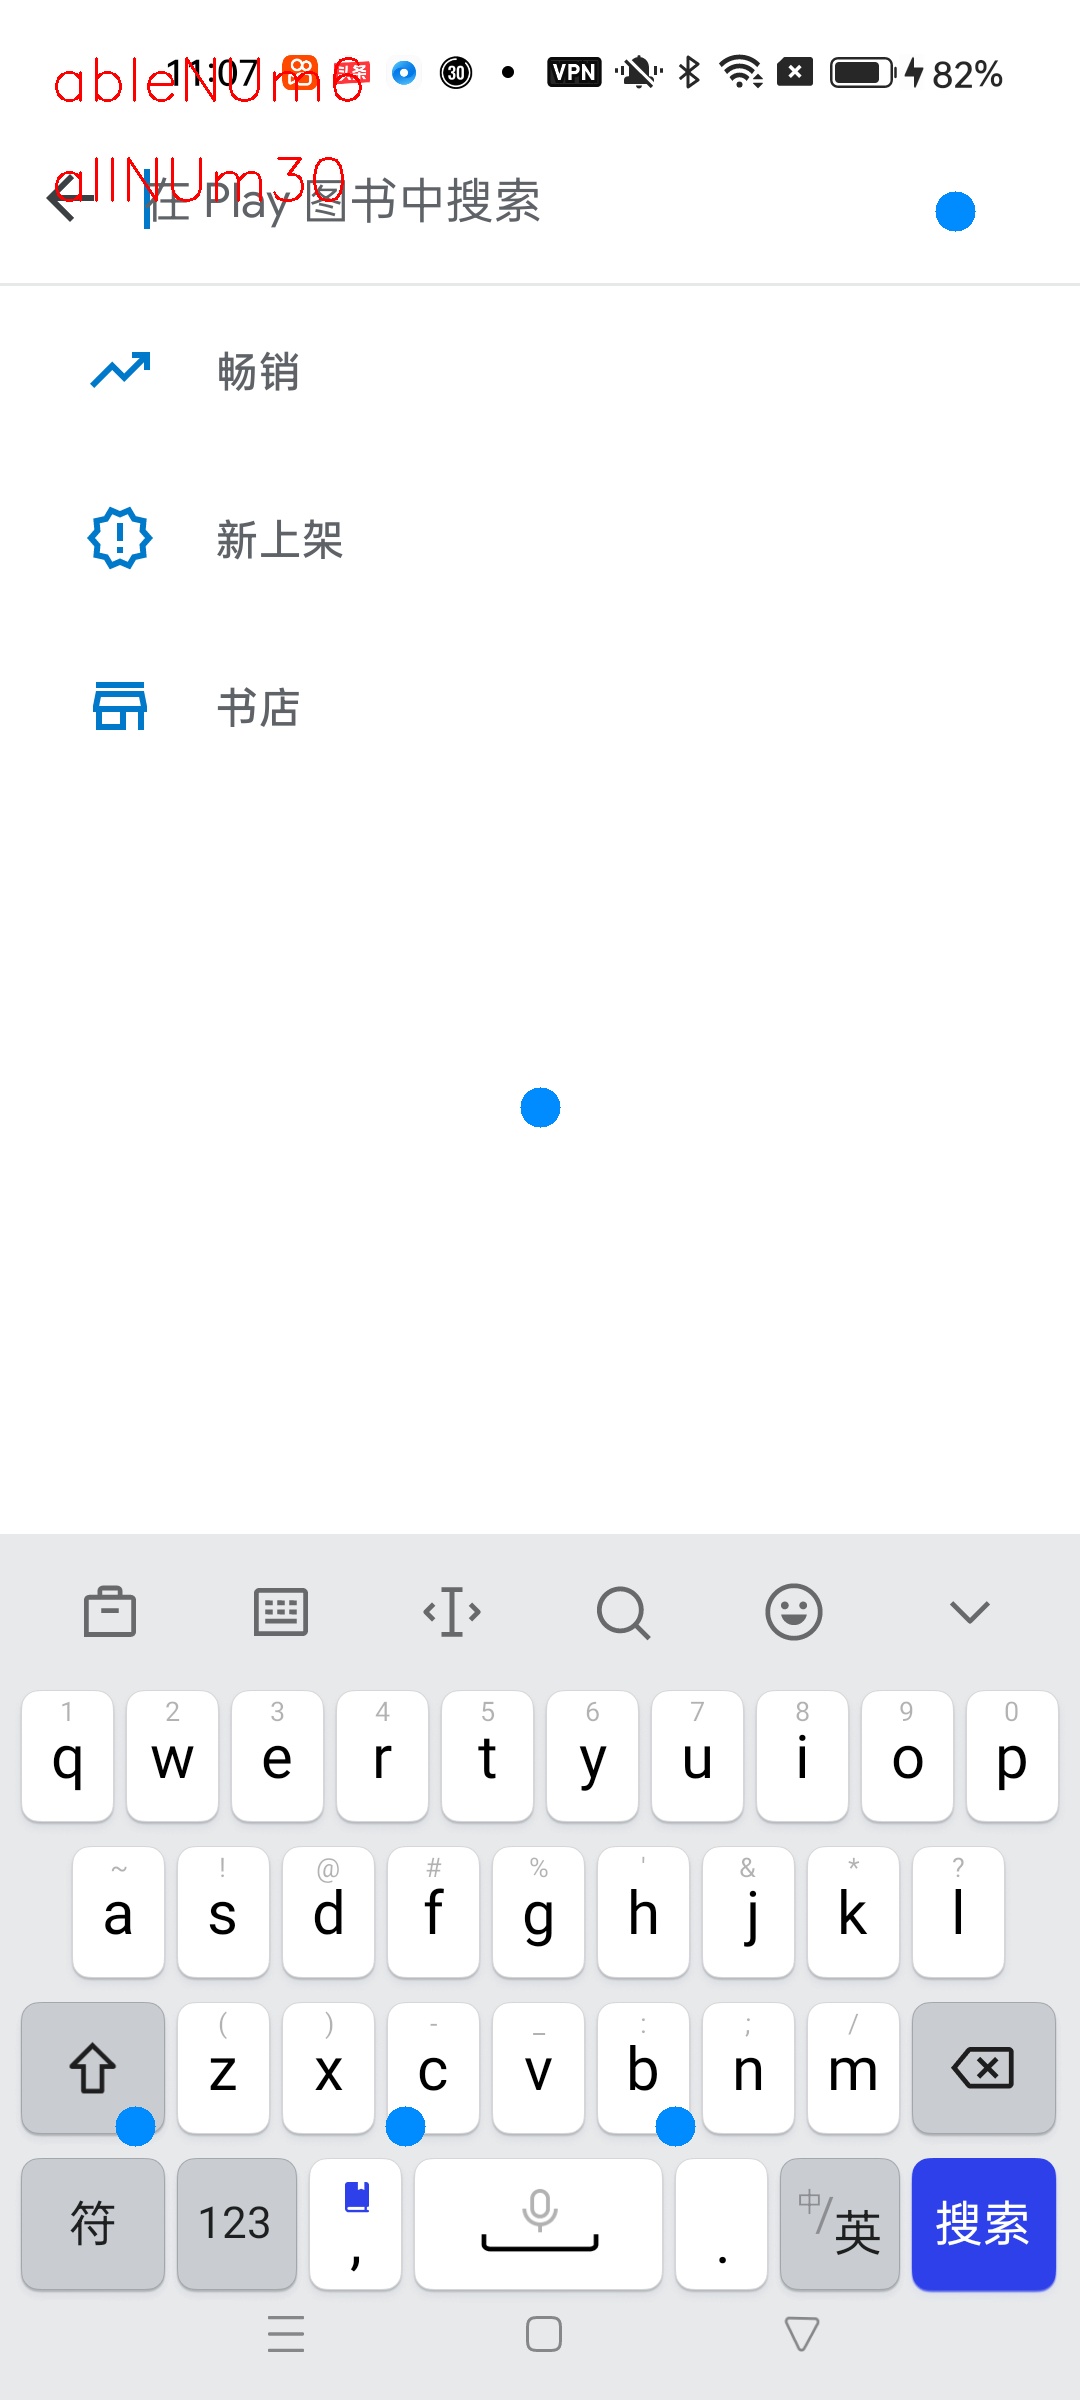 11:07 头条 30 VPN 82%
ableNUm6
allNUm30
在 Play 图书中搜索
畅销
新上架
书店
1 2 3 4 5 6 7 8 9 0
q w e r t y u i o p
~ ! @ # % ' & * ?
a s d f g h j k l
( ) - _ : ; /
z x c v b n m
符 123 , . 中/英 搜索